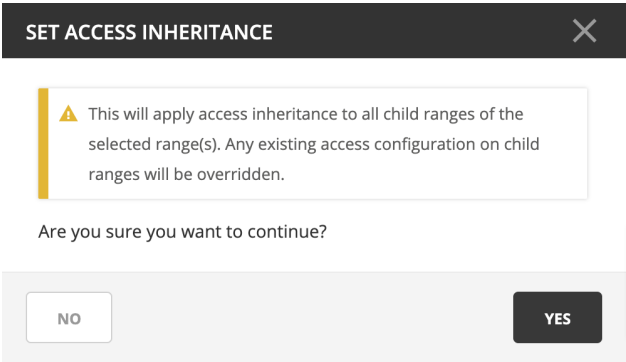 SET ACCESS INHERITANCE
This will apply access inheritance to all child ranges of the
selected range(s). Any existing access configuration on child
ranges will be overridden.
Are you sure you want to continue?
NO
YES